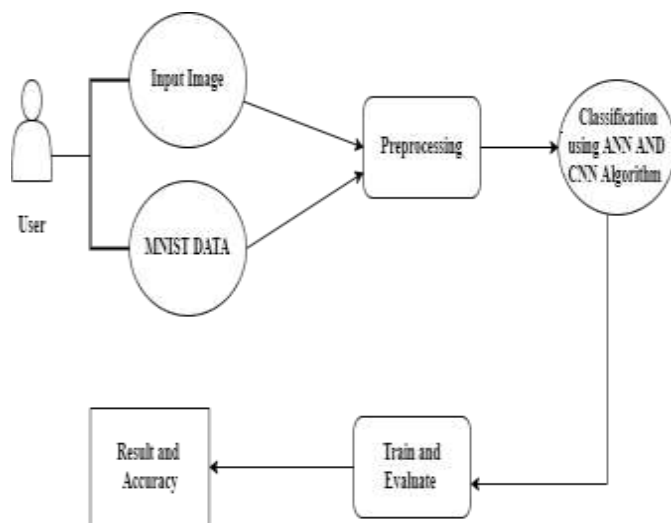 Input Image
User
MNIST DATA
Preprocessing
Classification
using ANN AND
CNN Algorithm
Train and
Evaluate
Result and
Accuracy